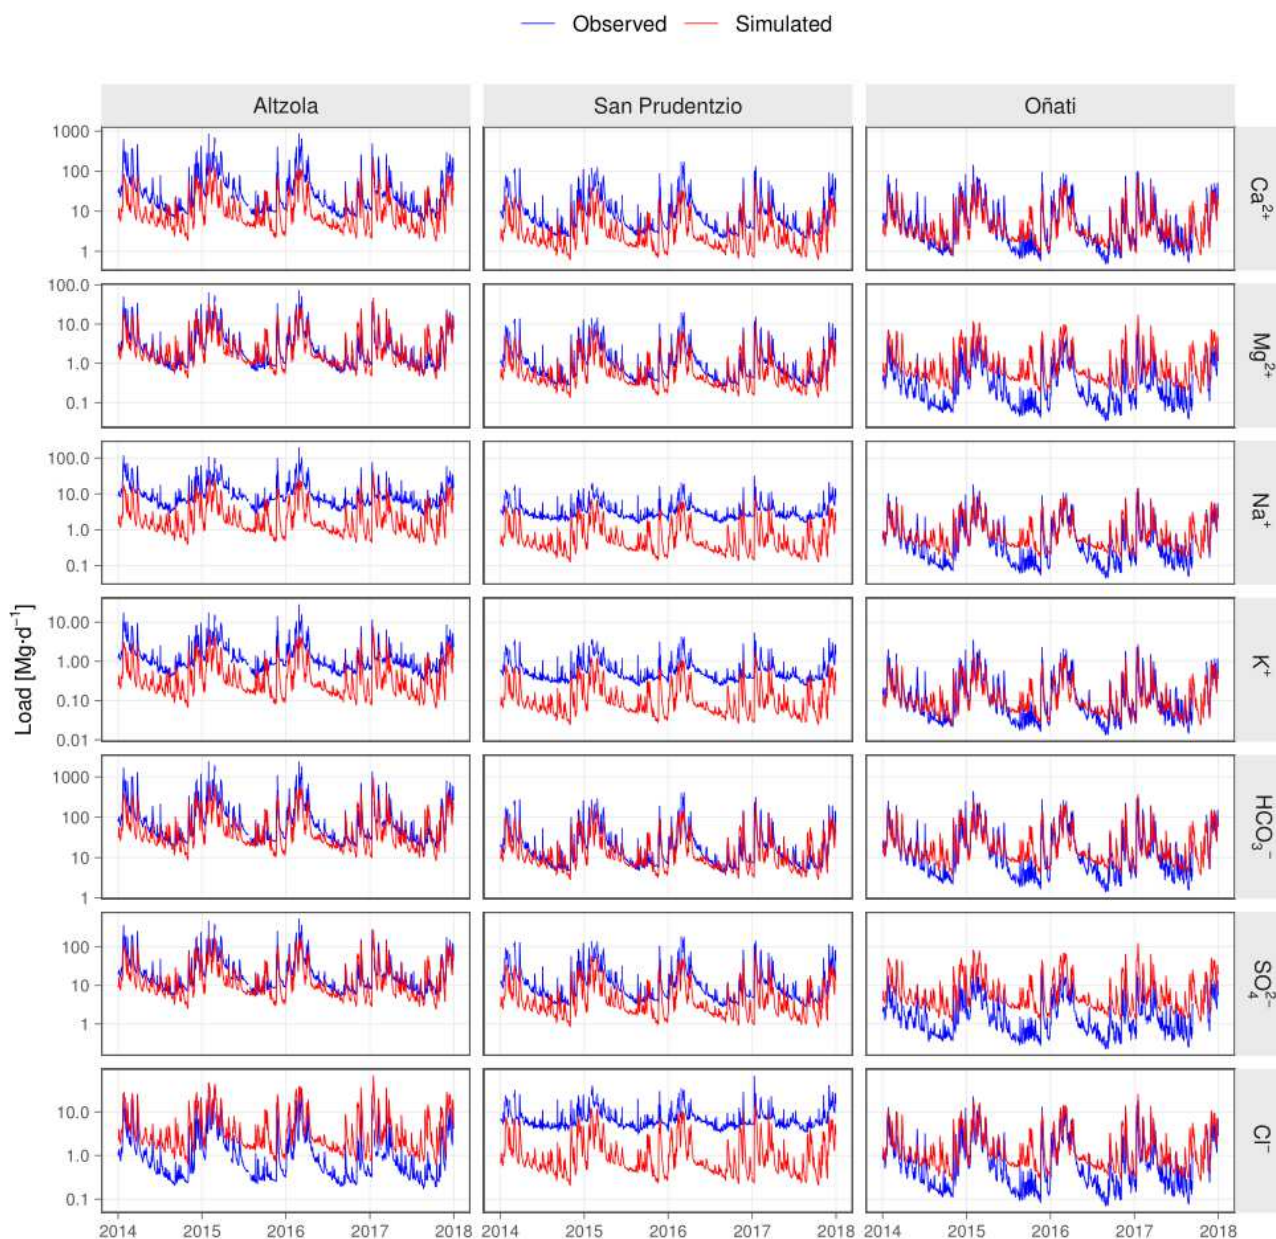 Observed Simulated
Altzola San Prudentzio Oñati
1000
100
10
1
Ca²⁺
100.0
10.0
1.0
0.1
Mg²⁺
100.0
10.0
1.0
0.1
Na⁺
Load [Mg·d⁻¹]
10.00
1.00
0.10
0.01
K⁺
1000
100
10
1
HCO₃⁻
100
10
1
SO₄²⁻
10.0
1.0
0.1
Cl⁻
2014 2015 2016 2017 2018 2014 2015 2016 2017 2018 2014 2015 2016 2017 2018